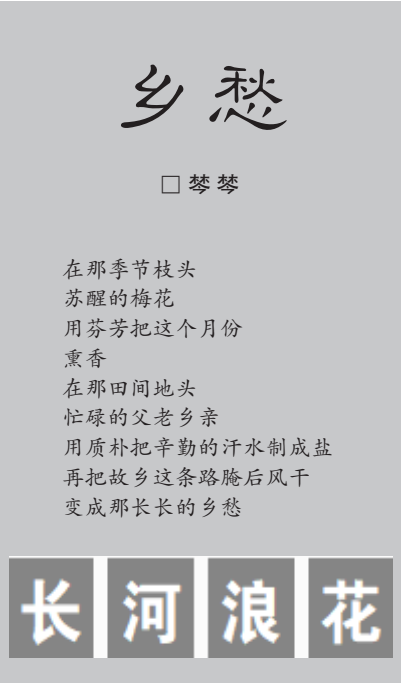 乡愁
□ 琴琴
在那季节枝头
苏醒的梅花
用芬芳把这个月份
熏香
在那田间地头
忙碌的父老乡亲
用质朴把辛勤的汗水制成盐
再把故乡这条路腌后风干
变成那长长的乡愁
长河浪花